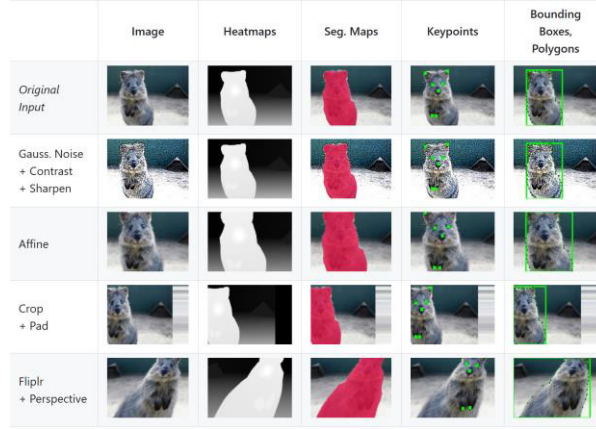 Image
Heatmaps
Seg. Maps
Keypoints
Bounding
Boxes,
Polygons
Original
Input
Gauss. Noise
+ Contrast
+ Sharpen
Affine
Crop
+ Pad
Fliplr
+ Perspective